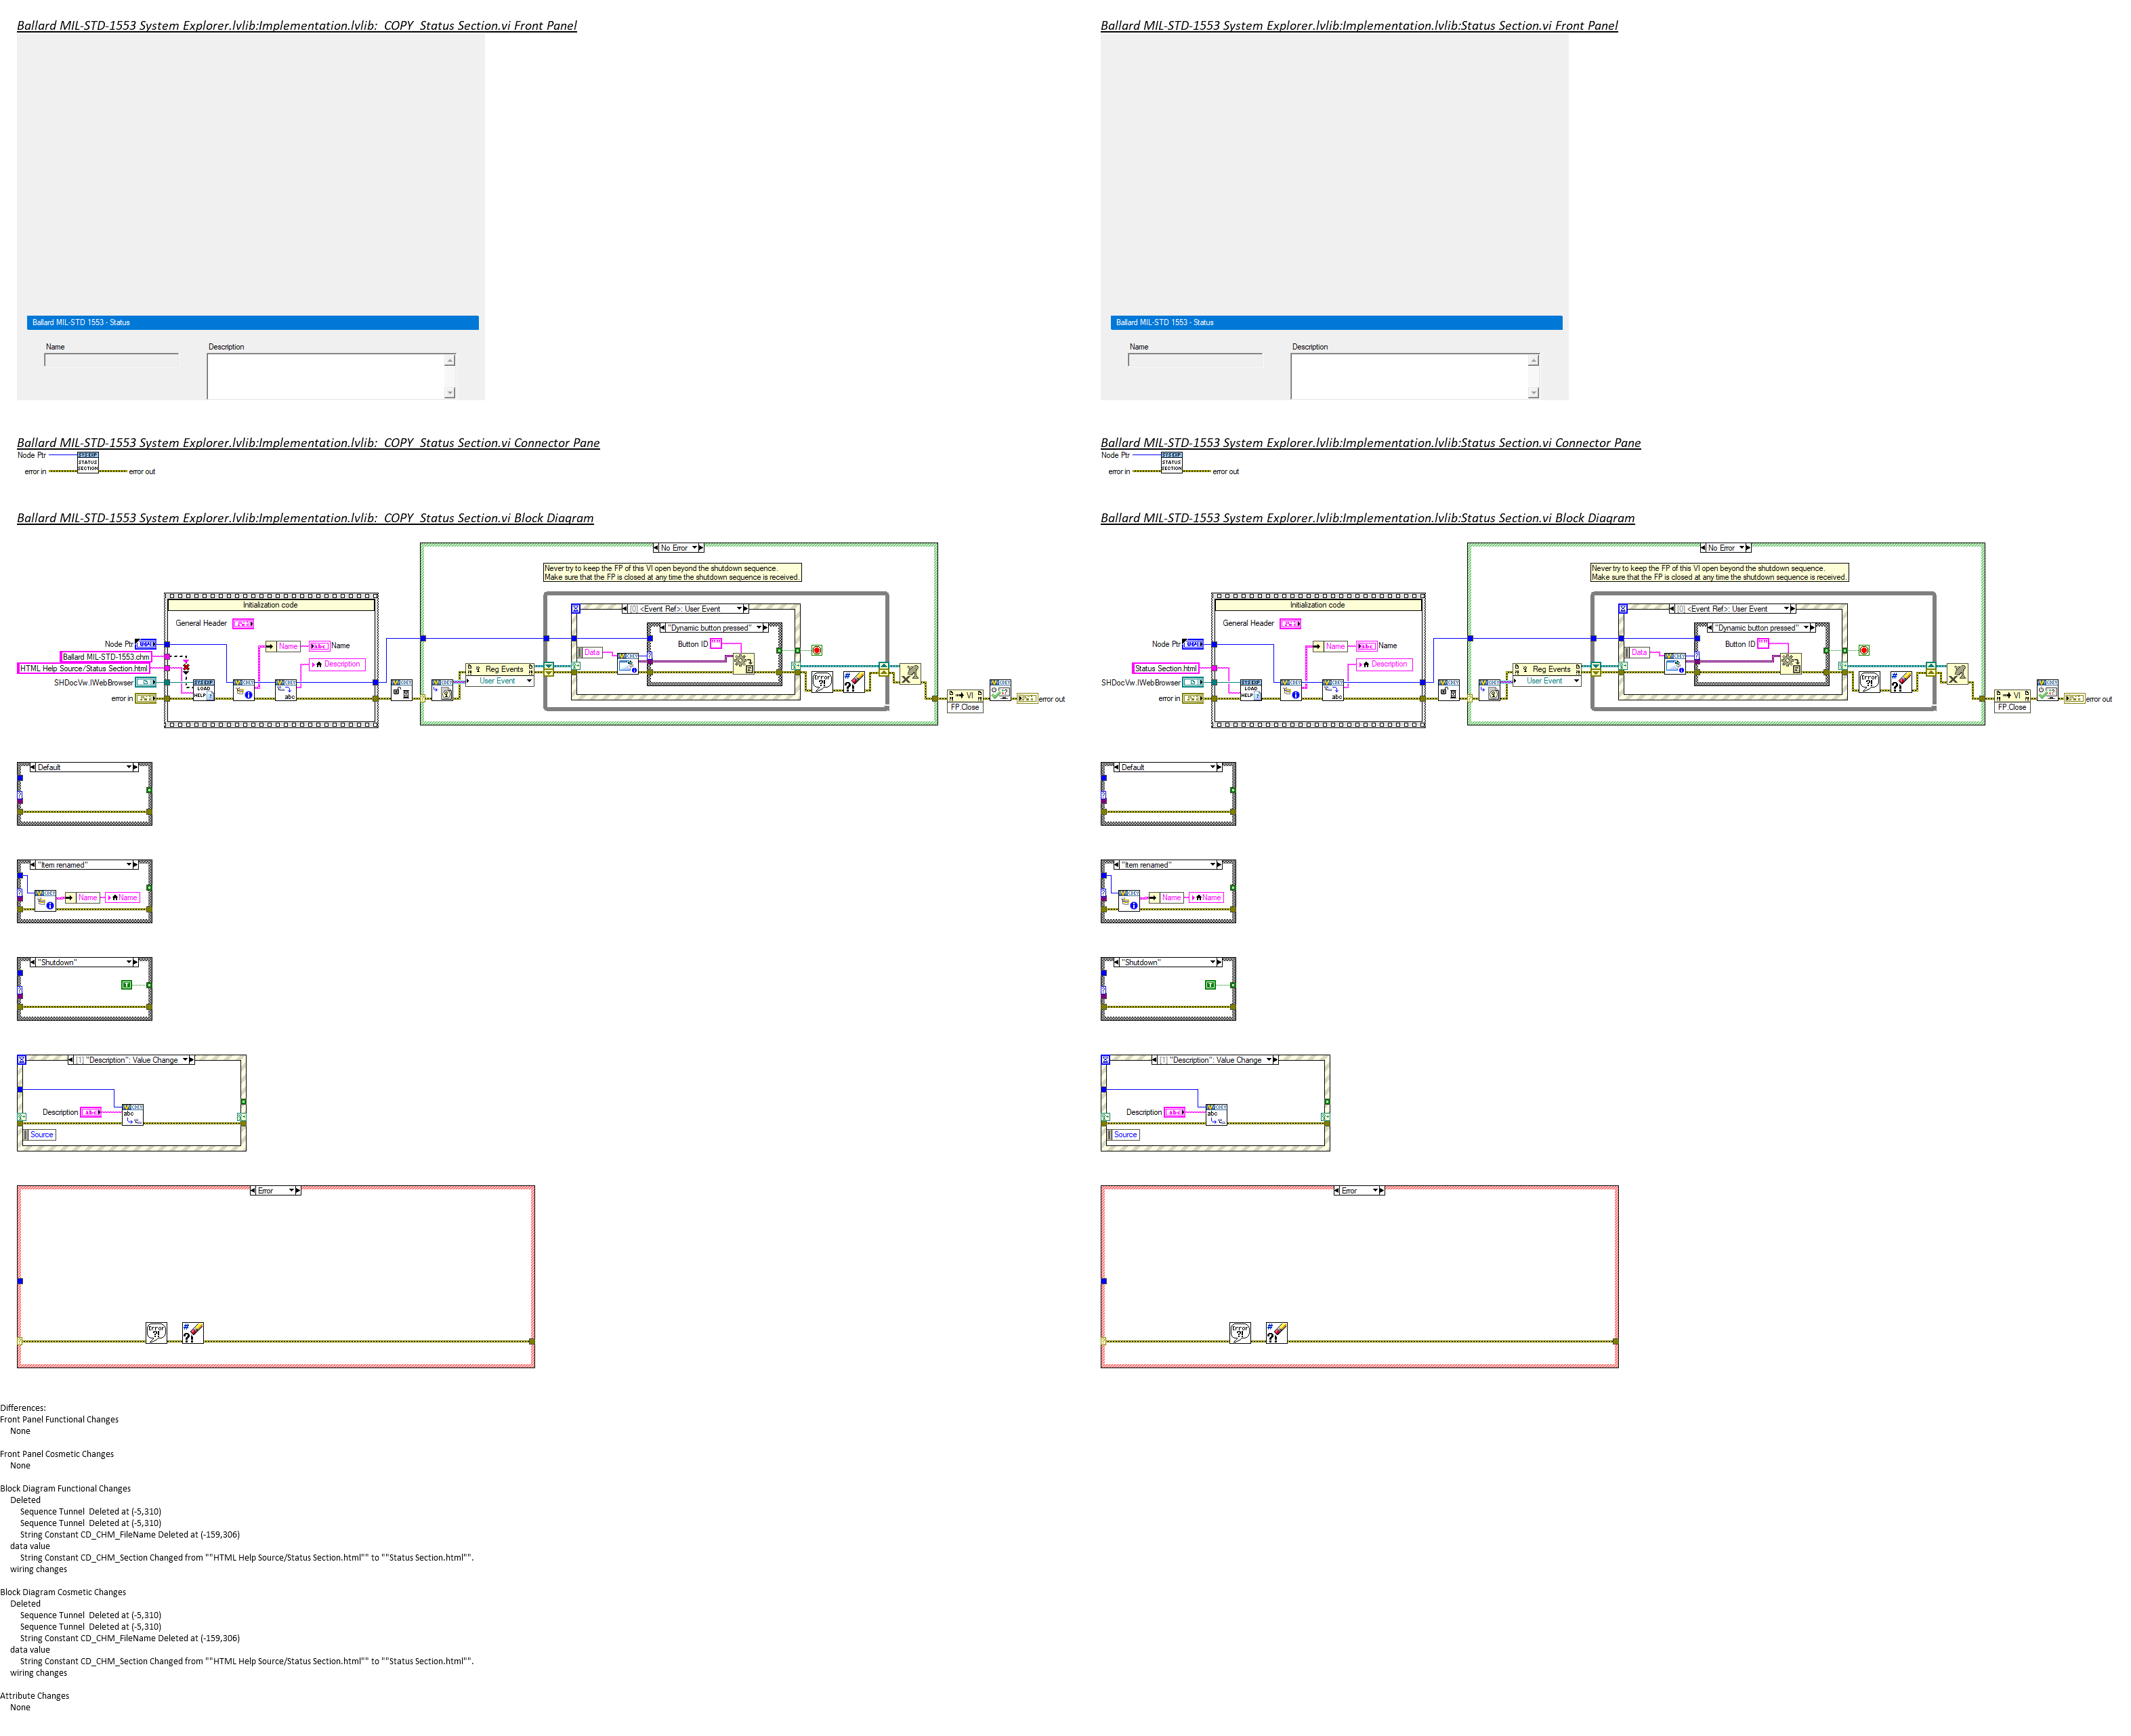 Ballard MIL-STD-1553 System Explorer.lvlib:Implementation.lvlib:_COPY_Status Section.vi Front Panel
Ballard MIL-STD 1553 - Status
Name
Description
Ballard MIL-STD-1553 System Explorer.lvlib:Implementation.lvlib:_COPY_Status Section.vi Connector Pane
Node Ptr
STATUS
SECTION
error in
error out
Ballard MIL-STD-1553 System Explorer.lvlib:Implementation.lvlib:_COPY_Status Section.vi Block Diagram
No Error
Never try to keep the FP of this VI open beyond the shutdown sequence.
Make sure that the FP is closed at any time the shutdown sequence is received.
Initialization code
General Header
Node Ptr
Ballard MIL-STD-1553.chm
HTML Help Source/Status Section.html
SHDocVw.IWebBrowser
error in
LOAD
HELP
Name
Name
Description
abc
Reg Events
User Event
[0] <Event Ref>: User Event
Data
"Dynamic button pressed"
Button ID
Error
?!
VI
FP.Close
error out
Default
"Item renamed"
Name
Name
"Shutdown"
[1] "Description": Value Change
Description
abc
Source
Error
Error
?!
Ballard MIL-STD-1553 System Explorer.lvlib:Implementation.lvlib:Status Section.vi Front Panel
Ballard MIL-STD 1553 - Status
Name
Description
Ballard MIL-STD-1553 System Explorer.lvlib:Implementation.lvlib:Status Section.vi Connector Pane
Node Ptr
STATUS
SECTION
error in
error out
Ballard MIL-STD-1553 System Explorer.lvlib:Implementation.lvlib:Status Section.vi Block Diagram
No Error
Never try to keep the FP of this VI open beyond the shutdown sequence.
Make sure that the FP is closed at any time the shutdown sequence is received.
Initialization code
General Header
Node Ptr
Status Section.html
SHDocVw.IWebBrowser
error in
LOAD
HELP
Name
Name
Description
abc
Reg Events
User Event
[0] <Event Ref>: User Event
Data
"Dynamic button pressed"
Button ID
Error
?!
VI
FP.Close
error out
Default
"Item renamed"
Name
Name
"Shutdown"
[1] "Description": Value Change
Description
abc
Source
Error
Error
?!
Differences:
Front Panel Functional Changes
None
Front Panel Cosmetic Changes
None
Block Diagram Functional Changes
Deleted
Sequence Tunnel  Deleted at (-5,310)
Sequence Tunnel  Deleted at (-5,310)
String Constant CD_CHM_FileName Deleted at (-159,306)
data value
String Constant CD_CHM_Section Changed from ""HTML Help Source/Status Section.html"" to ""Status Section.html"".
wiring changes
Block Diagram Cosmetic Changes
Deleted
Sequence Tunnel  Deleted at (-5,310)
Sequence Tunnel  Deleted at (-5,310)
String Constant CD_CHM_FileName Deleted at (-159,306)
data value
String Constant CD_CHM_Section Changed from ""HTML Help Source/Status Section.html"" to ""Status Section.html"".
wiring changes
Attribute Changes
None